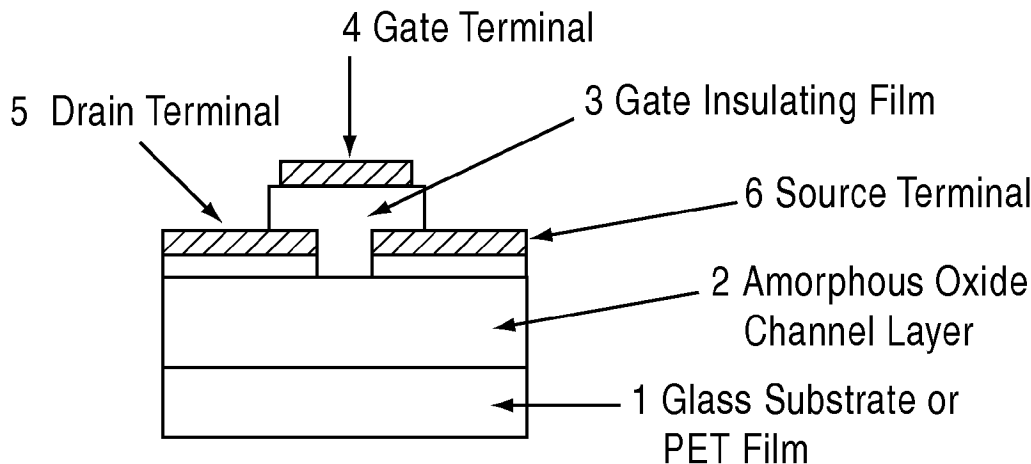 4 Gate Terminal
5 Drain Terminal
3 Gate Insulating Film
6 Source Terminal
2 Amorphous Oxide
Channel Layer
1 Glass Substrate or
PET Film